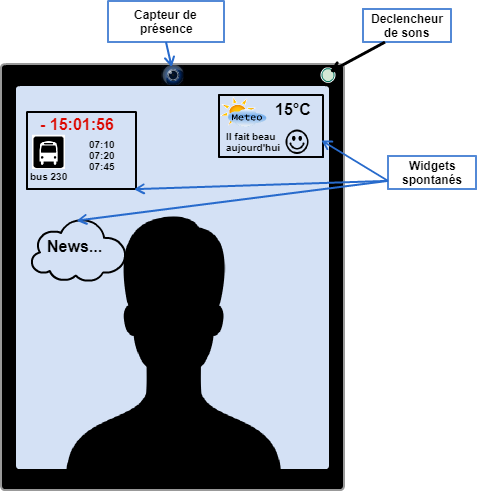 Capteur de
présence
Declencheur
de sons
- 15:01:56
07:10
07:20
07:45
bus 230
Meteo
15°C
Il fait beau
aujourd'hui
Widgets
spontanés
News...